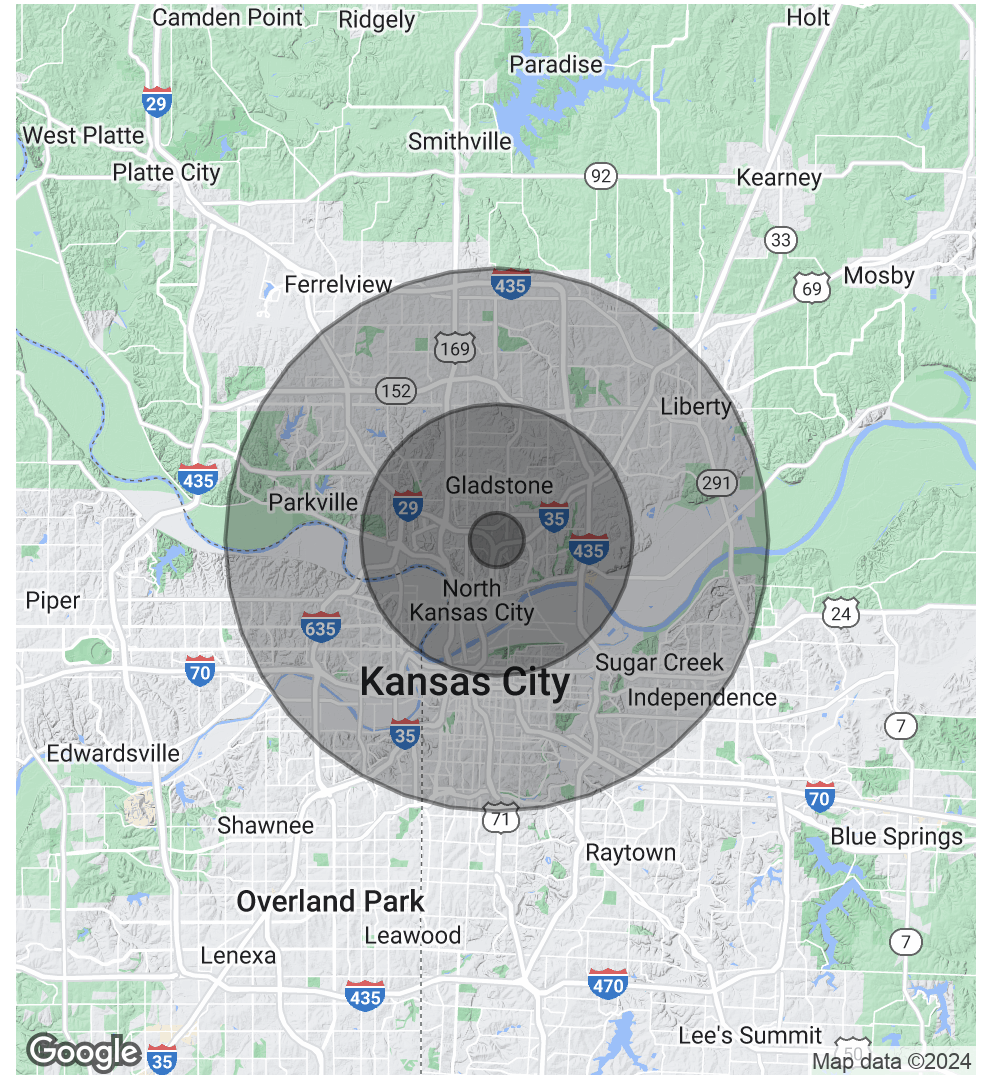 Camden Point
Ridgely
Holt
Paradise
29
West Platte
Smithville
Platte City
92
Kearney
33
Ferrelview
435
69
Mosby
169
152
Liberty
435
Parkville
29
Gladstone
35
291
435
Piper
North
Kansas City
635
24
70
Sugar Creek
Kansas City
Independence
35
7
Edwardsville
70
71
Shawnee
Raytown
Blue Springs
Overland Park
Leawood
7
Lenexa
435
470
Lee's Summit
50
Google
35
Map data ©2024